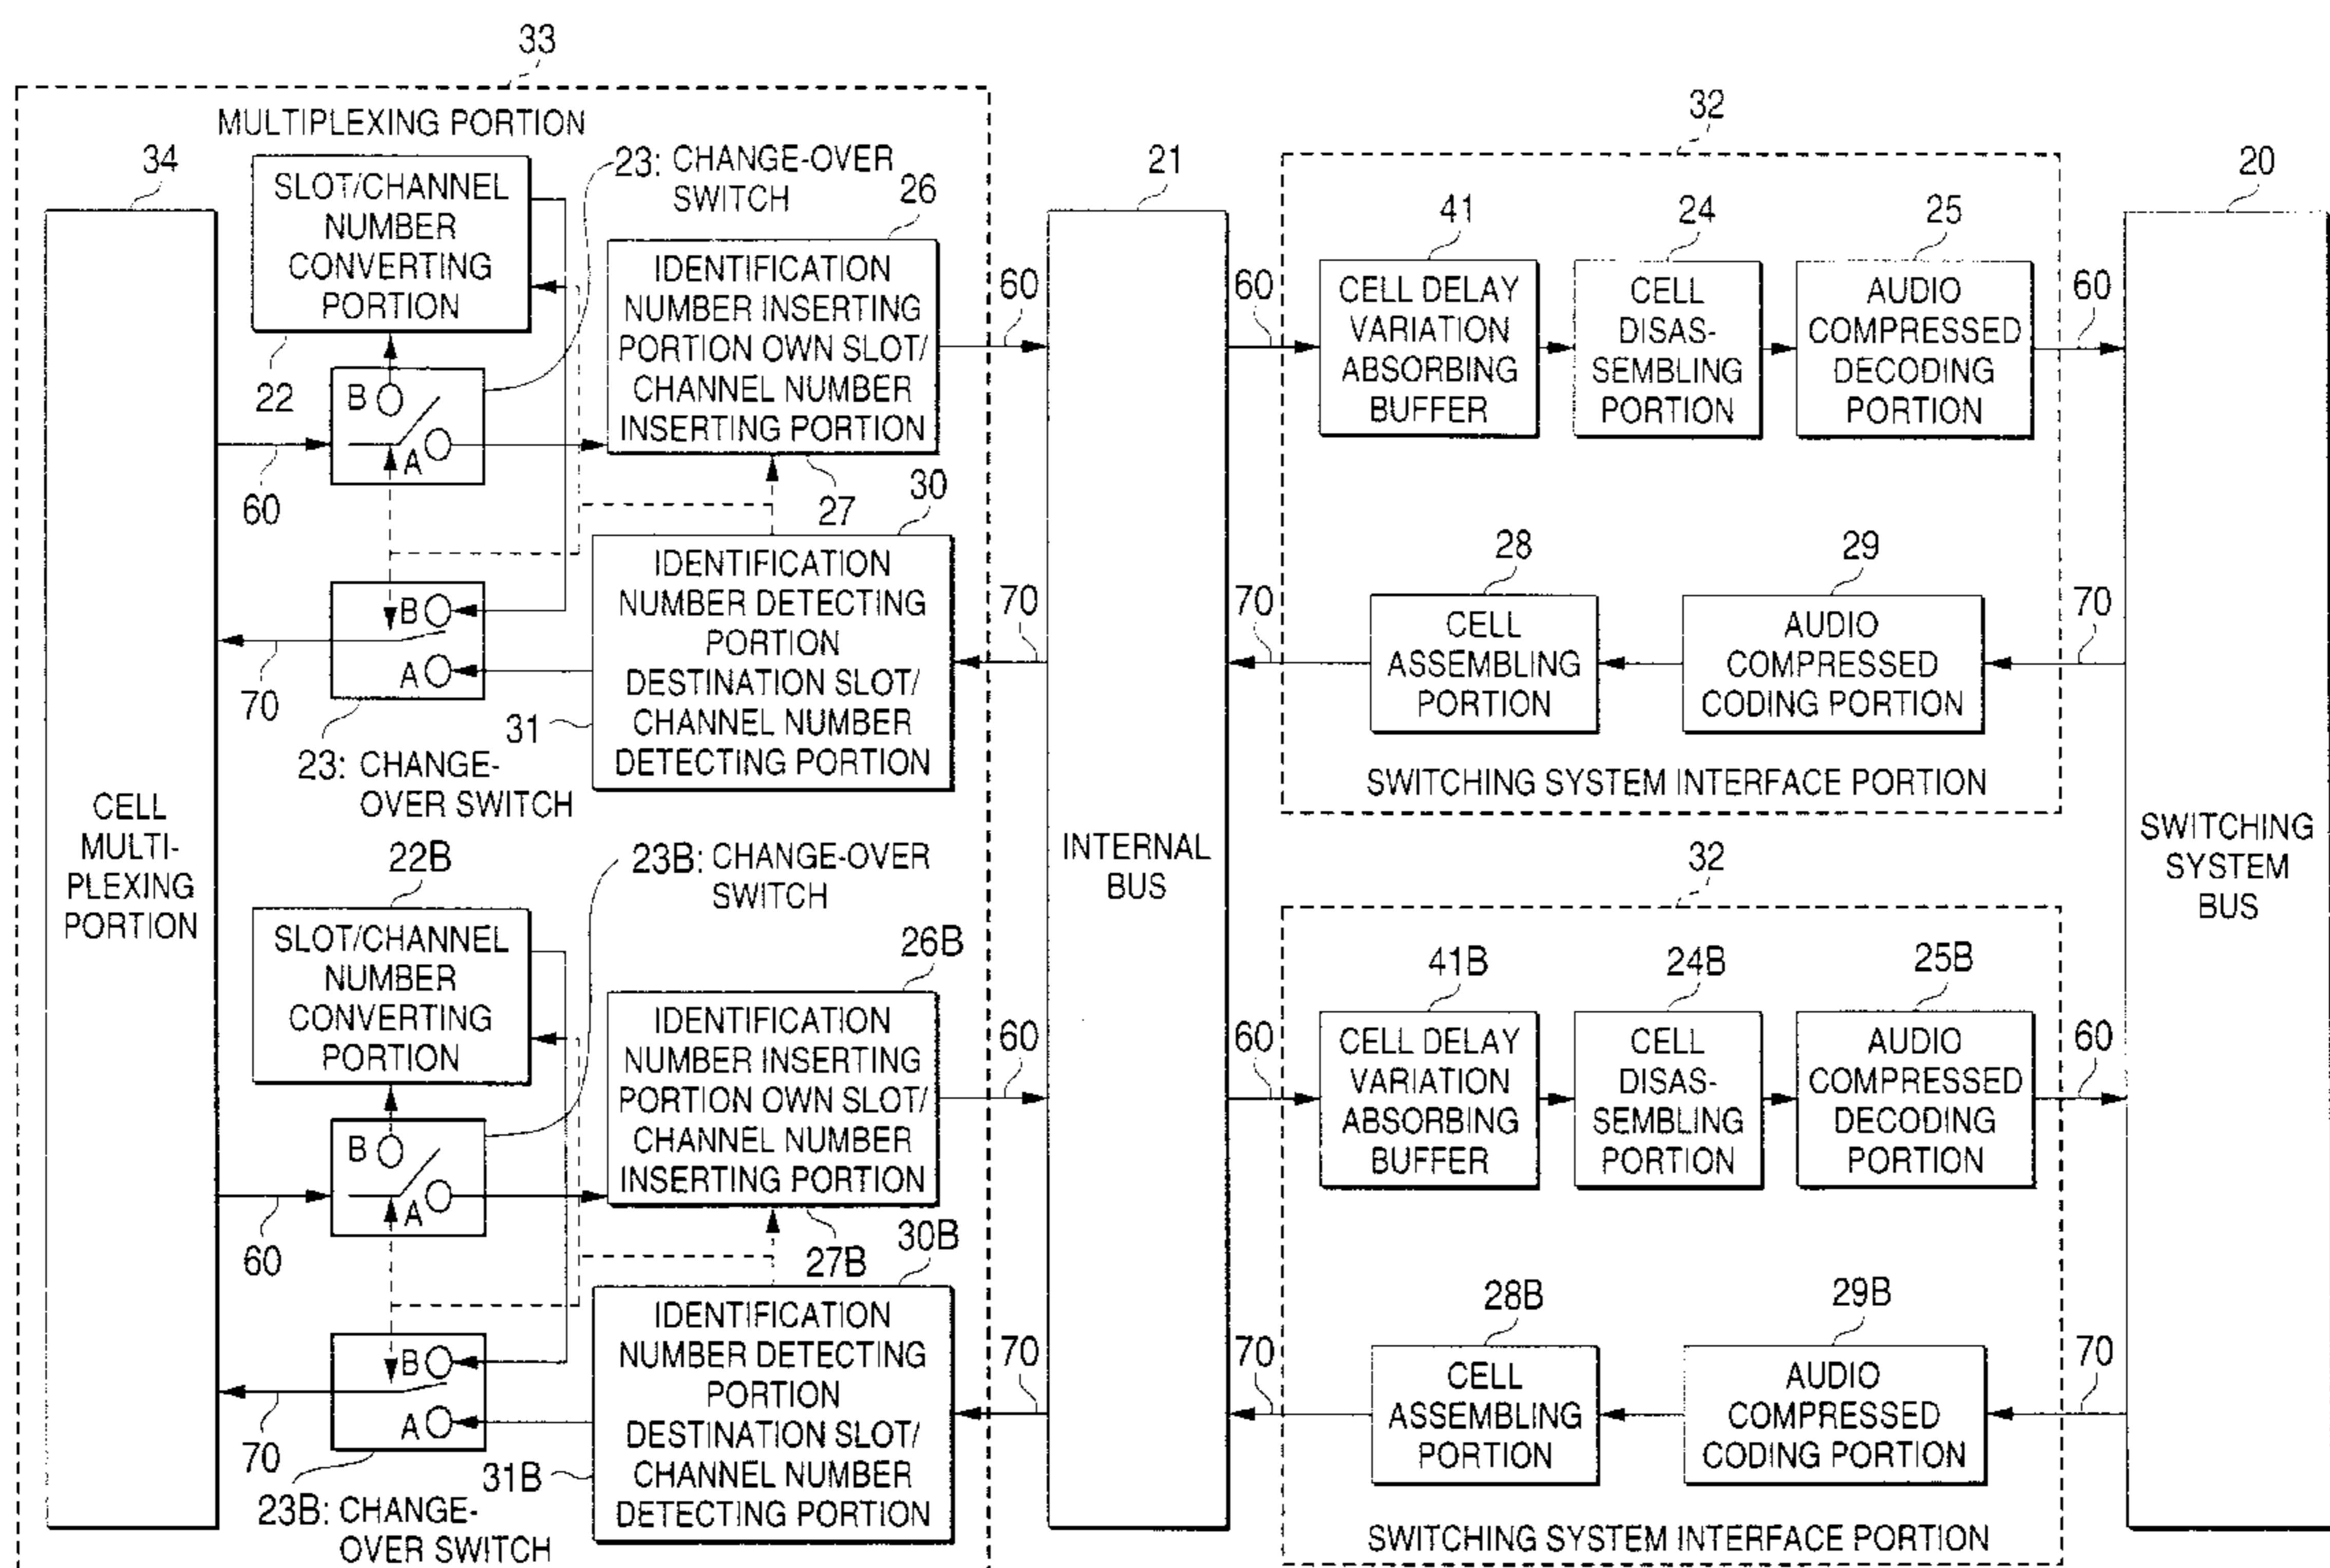 33
MULTIPLEXING PORTION
34
SLOT/CHANNEL
NUMBER
CONVERTING
PORTION
22
23: CHANGE-OVER
SWITCH
26
IDENTIFICATION
NUMBER INSERTING
PORTION OWN SLOT/
CHANNEL NUMBER
INSERTING PORTION
27
B
A
60
30
IDENTIFICATION
NUMBER DETECTING
PORTION
DESTINATION SLOT/
CHANNEL NUMBER
DETECTING PORTION
31
B
A
70
23: CHANGE-
OVER SWITCH
CELL
MULTI-
PLEXING
PORTION
22B
SLOT/CHANNEL
NUMBER
CONVERTING
PORTION
23B: CHANGE-OVER
SWITCH
26B
IDENTIFICATION
NUMBER INSERTING
PORTION OWN SLOT/
CHANNEL NUMBER
INSERTING PORTION
27B
B
A
60
30B
IDENTIFICATION
NUMBER DETECTING
PORTION
DESTINATION SLOT/
CHANNEL NUMBER
DETECTING PORTION
31B
B
A
70
23B: CHANGE-
OVER SWITCH
60
70
60
70
21
INTERNAL
BUS
60
70
60
70
32
41
CELL DELAY
VARIATION
ABSORBING
BUFFER
24
CELL
DISAS-
SEMBLING
PORTION
25
AUDIO
COMPRESSED
DECODING
PORTION
28
CELL
ASSEMBLING
PORTION
29
AUDIO
COMPRESSED
CODING PORTION
SWITCHING SYSTEM INTERFACE PORTION
32
41B
CELL DELAY
VARIATION
ABSORBING
BUFFER
24B
CELL
DISAS-
SEMBLING
PORTION
25B
AUDIO
COMPRESSED
DECODING
PORTION
28B
CELL
ASSEMBLING
PORTION
29B
AUDIO
COMPRESSED
CODING PORTION
SWITCHING SYSTEM INTERFACE PORTION
60
70
60
70
20
SWITCHING
SYSTEM
BUS